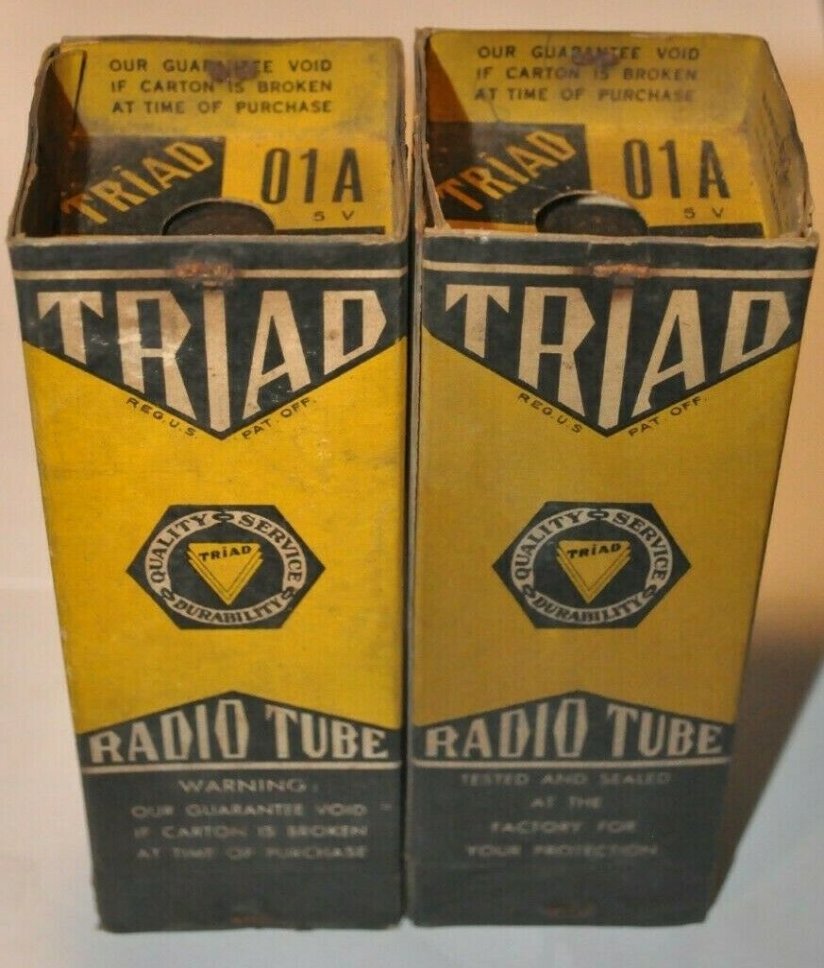 OUR GUARANTEE VOID
IF CARTON IS BROKEN
AT TIME OF PURCHASE
TRiAD
01A
5 V
TRIAD
REG. U.S. PAT. OFF.
QUALITY SERVICE
TRiAD
DURABILITY
RADIO TUBE
WARNING:
OUR GUARANTEE VOID
IF CARTON IS BROKEN
AT TIME OF PURCHASE
OUR GUARANTEE VOID
IF CARTON IS BROKEN
AT TIME OF PURCHASE
TRiAD
01A
5 V
TRIAD
REG. U.S PAT. OFF.
QUALITY SERVICE
TRiAD
DURABILITY
RADIO TUBE
TESTED AND SEALED
AT THE
FACTORY FOR
YOUR PROTECTION